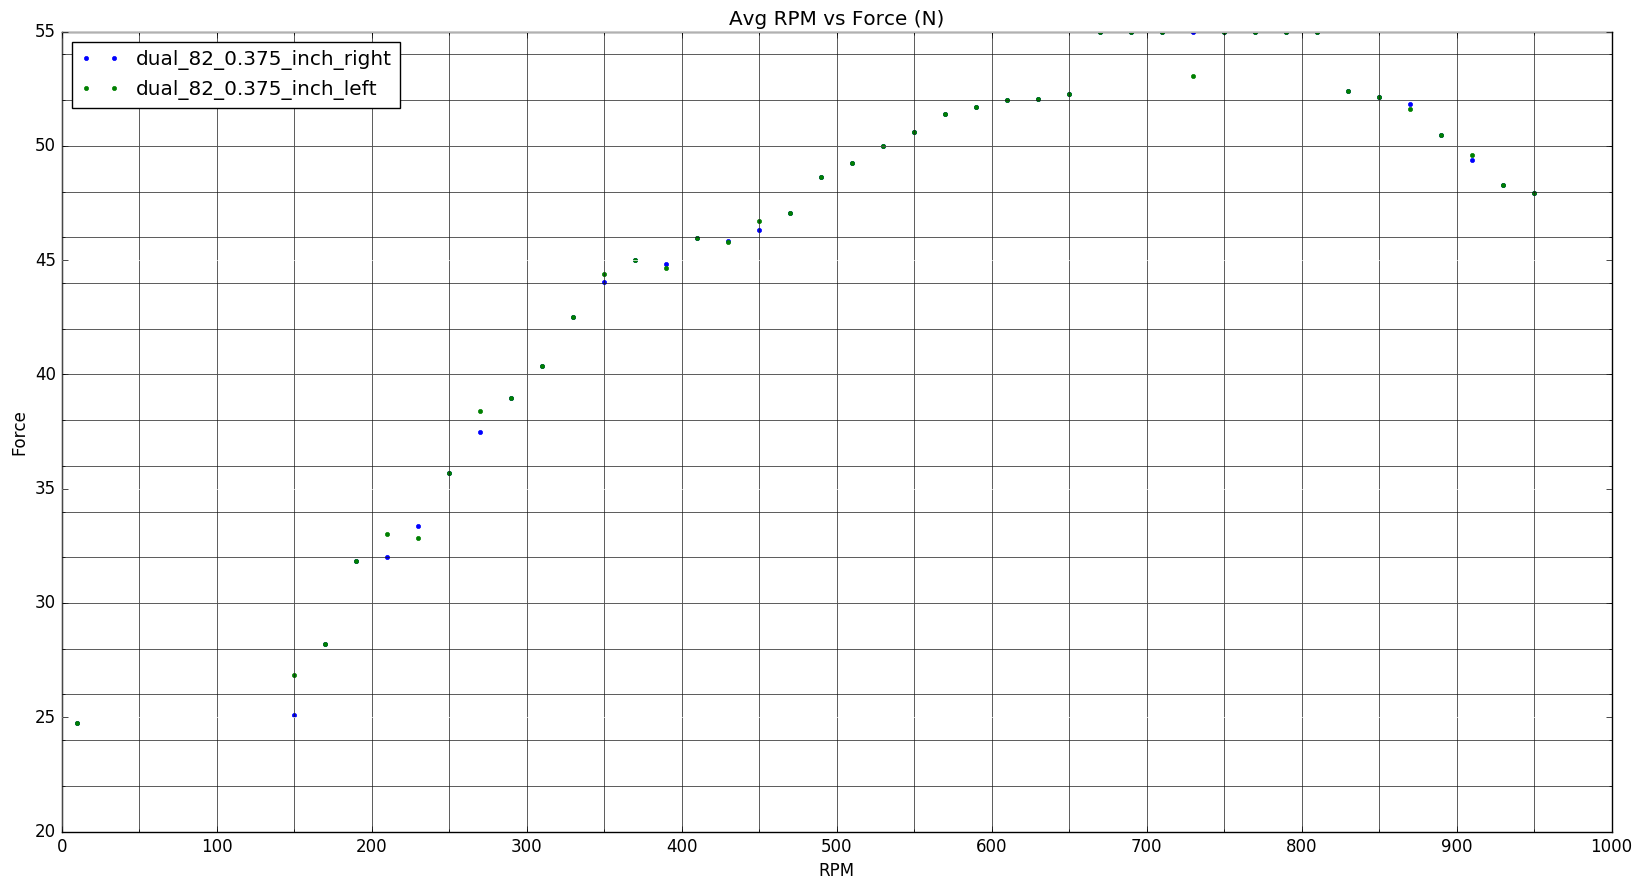 Avg RPM vs Force (N)
dual_82_0.375_inch_right
dual_82_0.375_inch_left
55
50
45
40
35
30
25
20
Force
0 100 200 300 400 500 600 700 800 900 1000
RPM